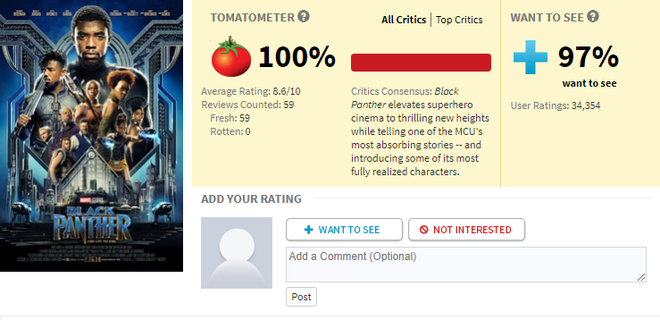 MARVEL STUDIOS
BLACK
PANTHER
TOMATOMETER ?
All Critics | Top Critics
100%
Average Rating: 8.6/10
Reviews Counted: 59
Fresh: 59
Rotten: 0
Critics Consensus: Black
Panther elevates superhero
cinema to thrilling new heights
while telling one of the MCU's
most absorbing stories -- and
introducing some of its most
fully realized characters.
WANT TO SEE ?
97%
want to see
User Ratings: 34,354
ADD YOUR RATING
WANT TO SEE
NOT INTERESTED
Add a Comment (Optional)
Post